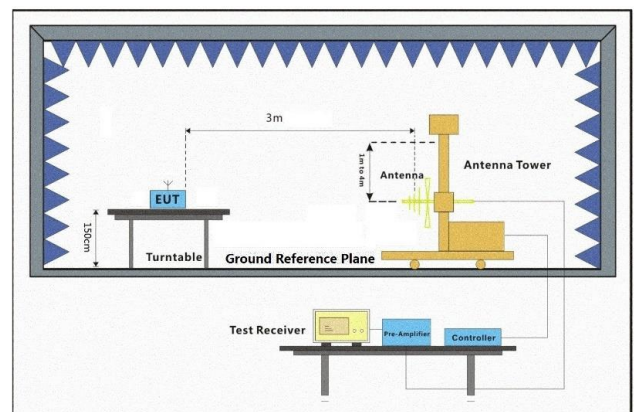 3m
1m to 4m
Antenna
Antenna Tower
EUT
150cm
Turntable
Ground Reference Plane
Test Receiver
Pre-Amplifier
Controller